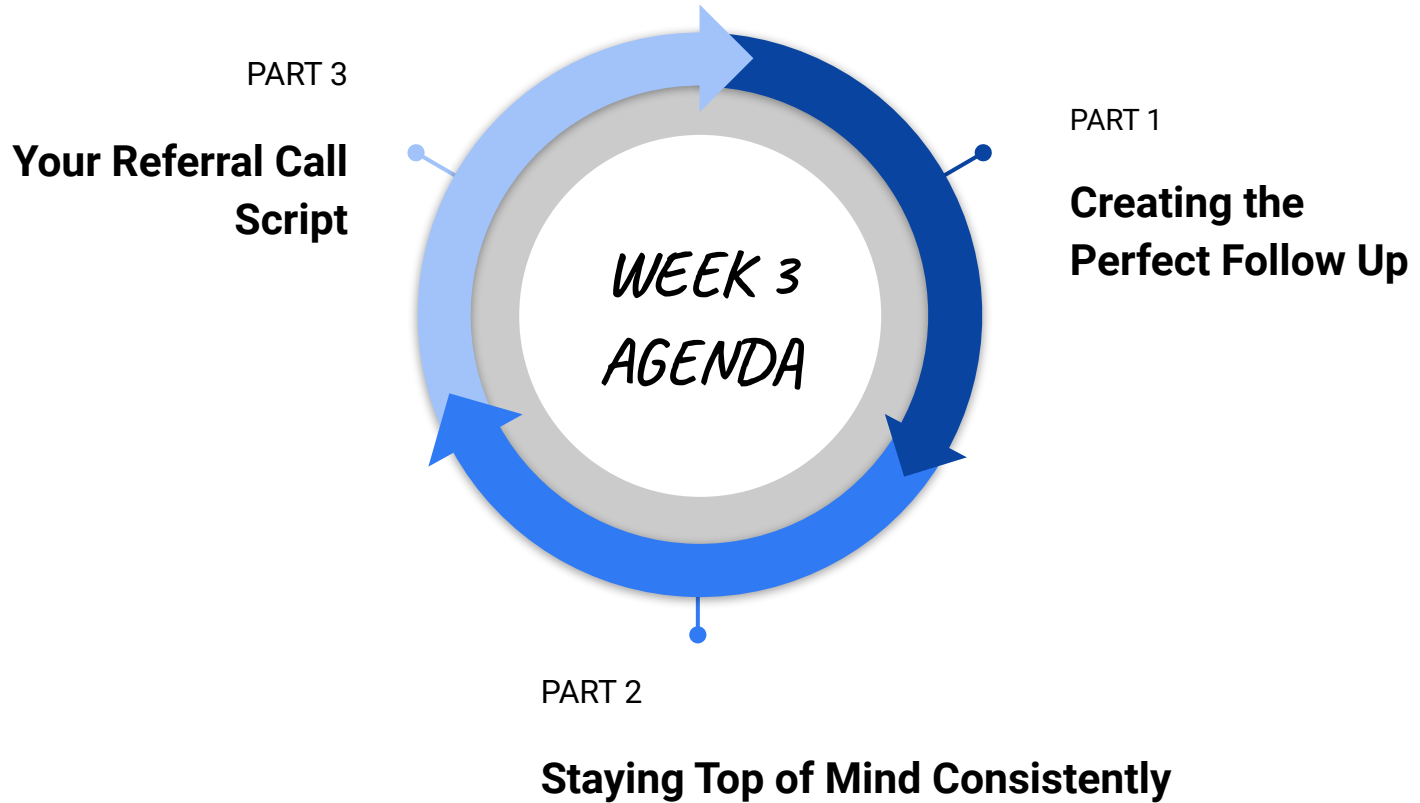 WEEK 3
AGENDA
PART 1
Creating the
Perfect Follow Up
PART 2
Staying Top of Mind Consistently
PART 3
Your Referral Call
Script